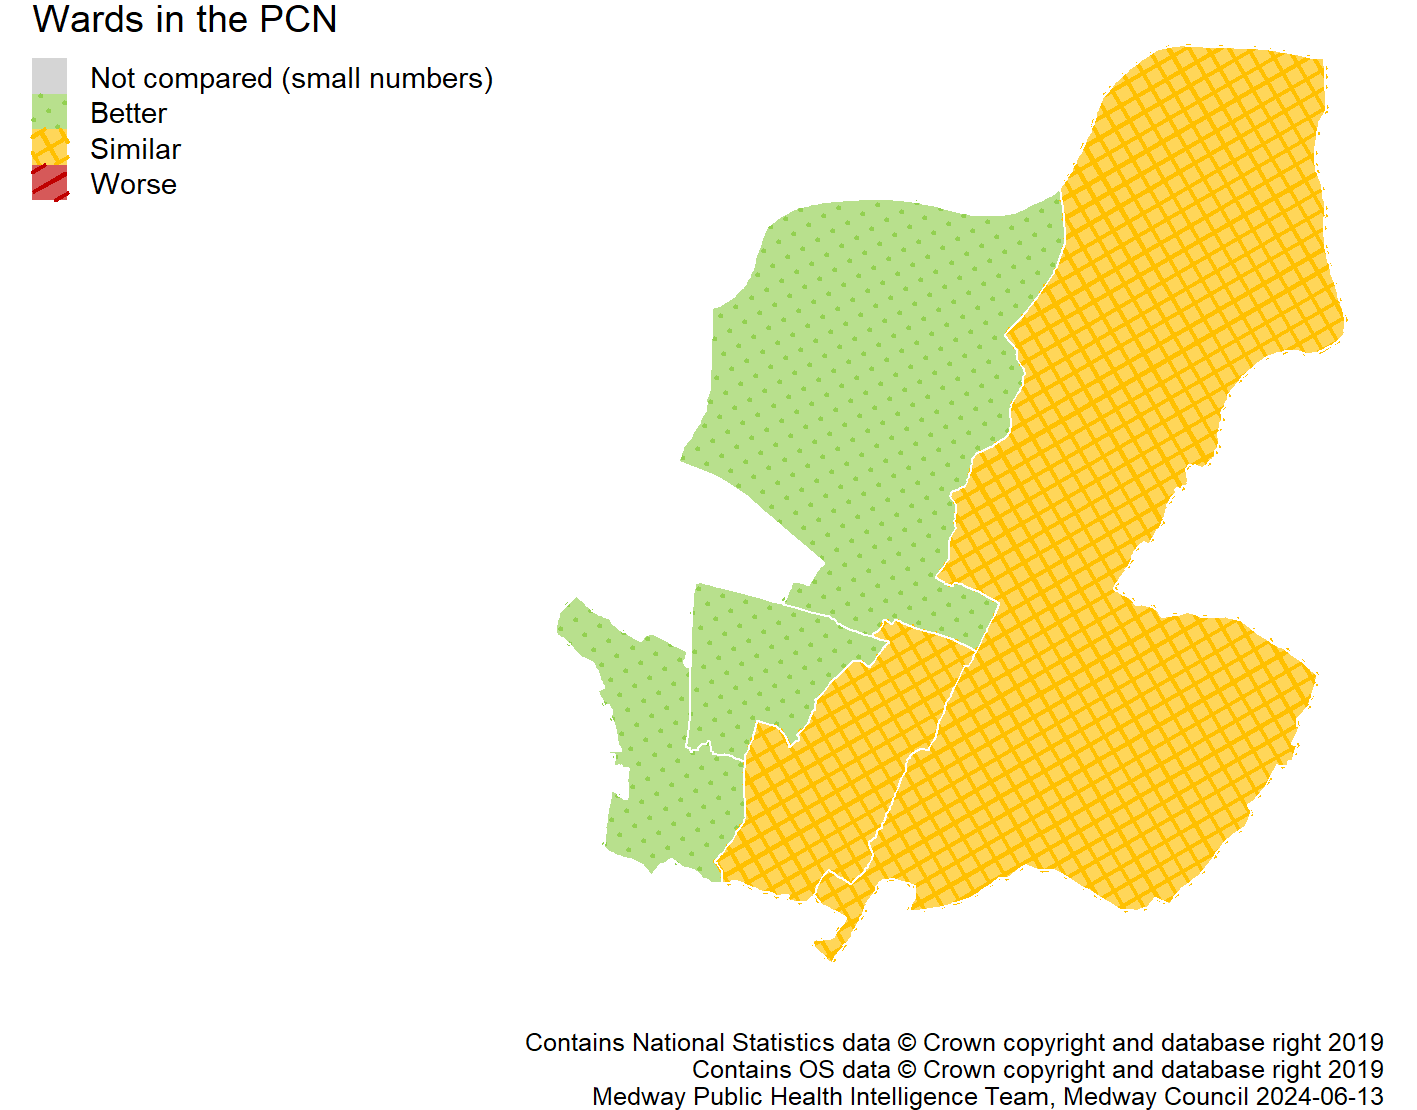 Wards in the PCN
Not compared (small numbers)
Better
Similar
Worse
Contains National Statistics data © Crown copyright and database right 2019
Contains OS data © Crown copyright and database right 2019
Medway Public Health Intelligence Team, Medway Council 2024-06-13